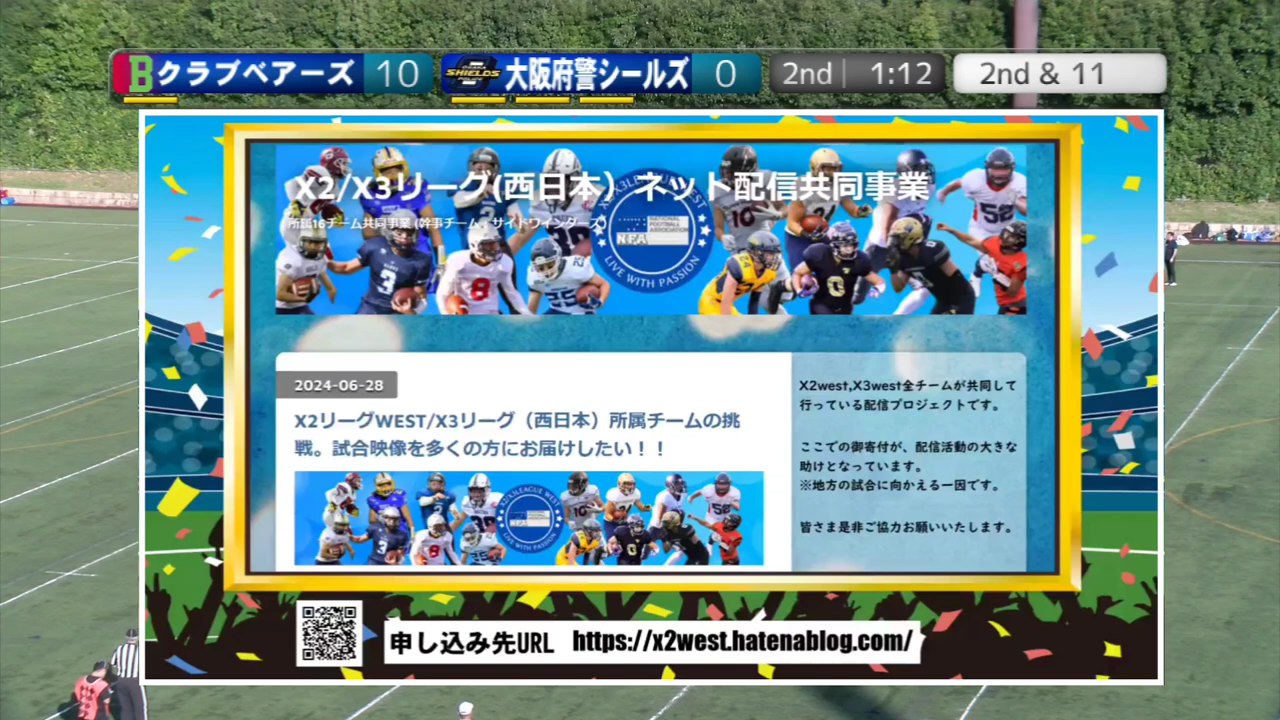 B クラブベアーズ 10 OSAKA SHIELDS POLICE 大阪府警シールズ 0 2nd 1:12 2nd & 11
X2/X3リーグ(西日本）ネット配信共同事業
所属16チーム共同事業 (幹事チーム：サイドワインダーズ)
LIVE WITH PASSION
2024-06-28
X2リーグWEST/X3リーグ（西日本）所属チームの挑
戦。試合映像を多くの方にお届けしたい！！
X2west,X3west全チームが共同して
行っている配信プロジェクトです。
ここでの御寄付が、配信活動の大きな
助けとなっています。
※地方の試合に向かえる一因です。
皆さま是非ご協力お願いいたします。
申し込み先URL https://x2west.hatenablog.com/